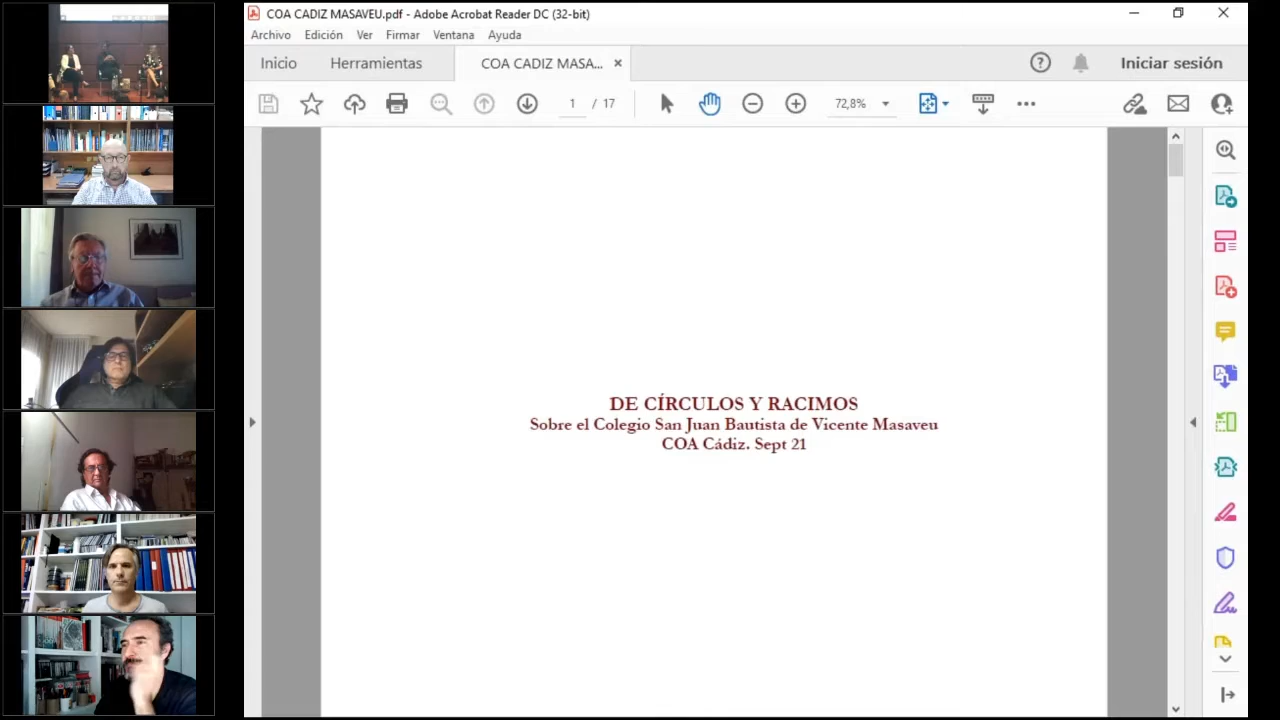 COA CADIZ MASAVEU.pdf - Adobe Acrobat Reader DC (32-bit)
Archivo Edición Ver Firmar Ventana Ayuda
Inicio Herramientas COA CADIZ MASA... × Iniciar sesión
1 / 17 72,8%
DE CÍRCULOS Y RACIMOS
Sobre el Colegio San Juan Bautista de Vicente Masaveu
COA Cádiz. Sept 21